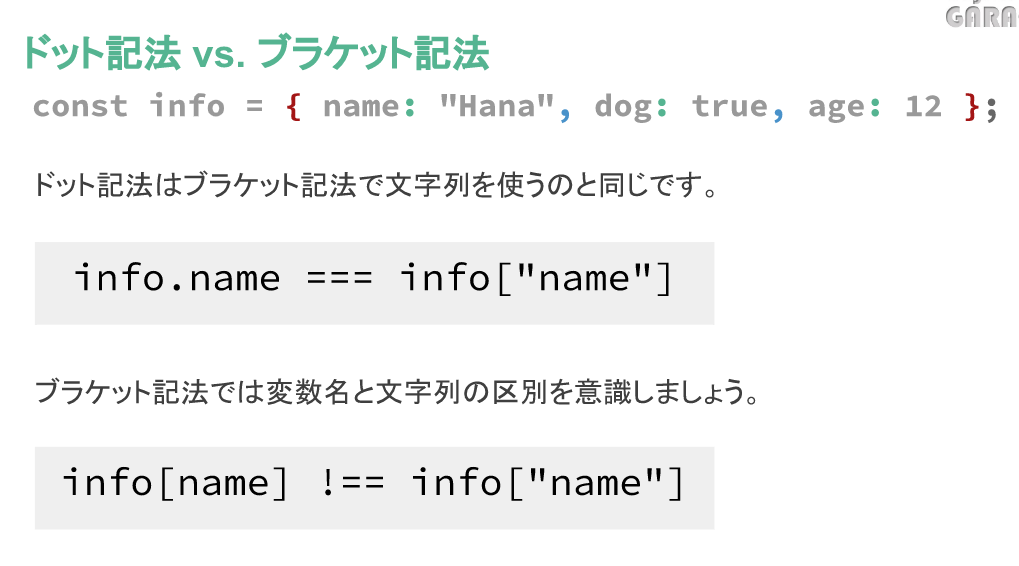 GÁRA
ドット記法 vs. ブラケット記法
const info = { name: "Hana", dog: true, age: 12 };
ドット記法はブラケット記法で文字列を使うのと同じです。
info.name === info["name"]
ブラケット記法では変数名と文字列の区別を意識しましょう。
info[name] !== info["name"]